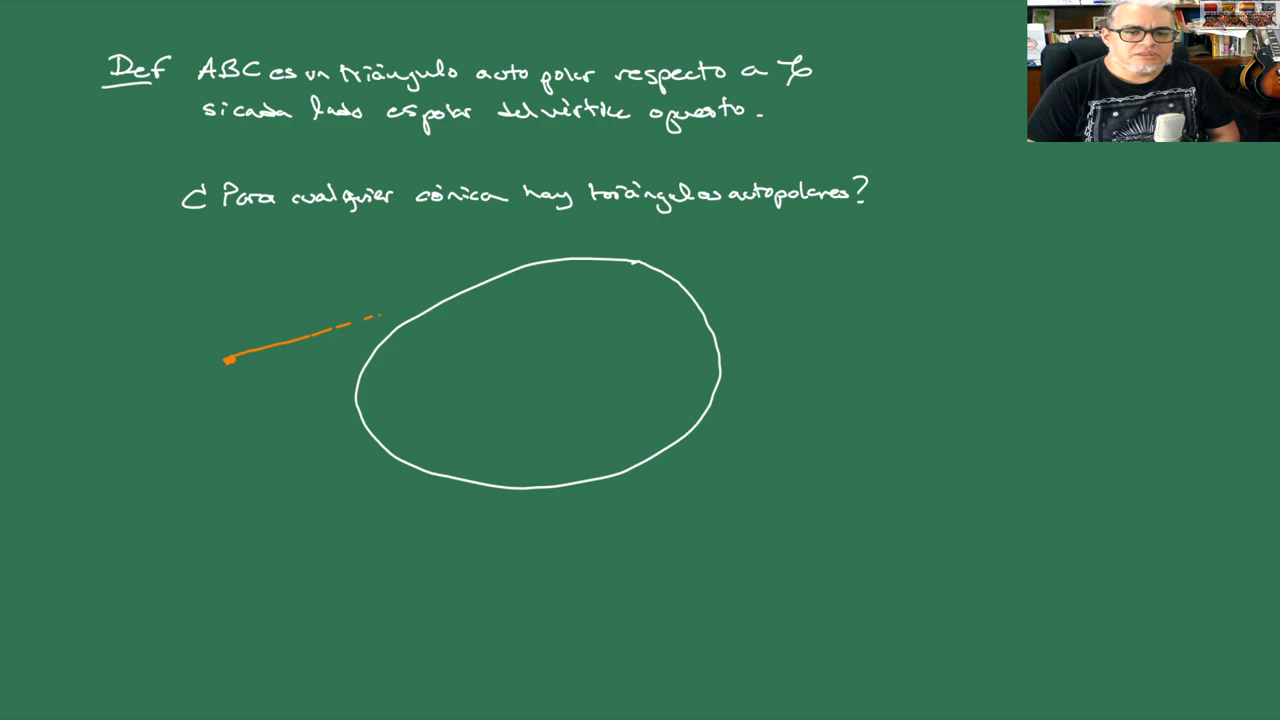 Def ABC es un triángulo auto polar respecto a 𝒞
si cada lado es polar del vértice opuesto.
¿Para cualquier cónica hay triángulos autopolares?